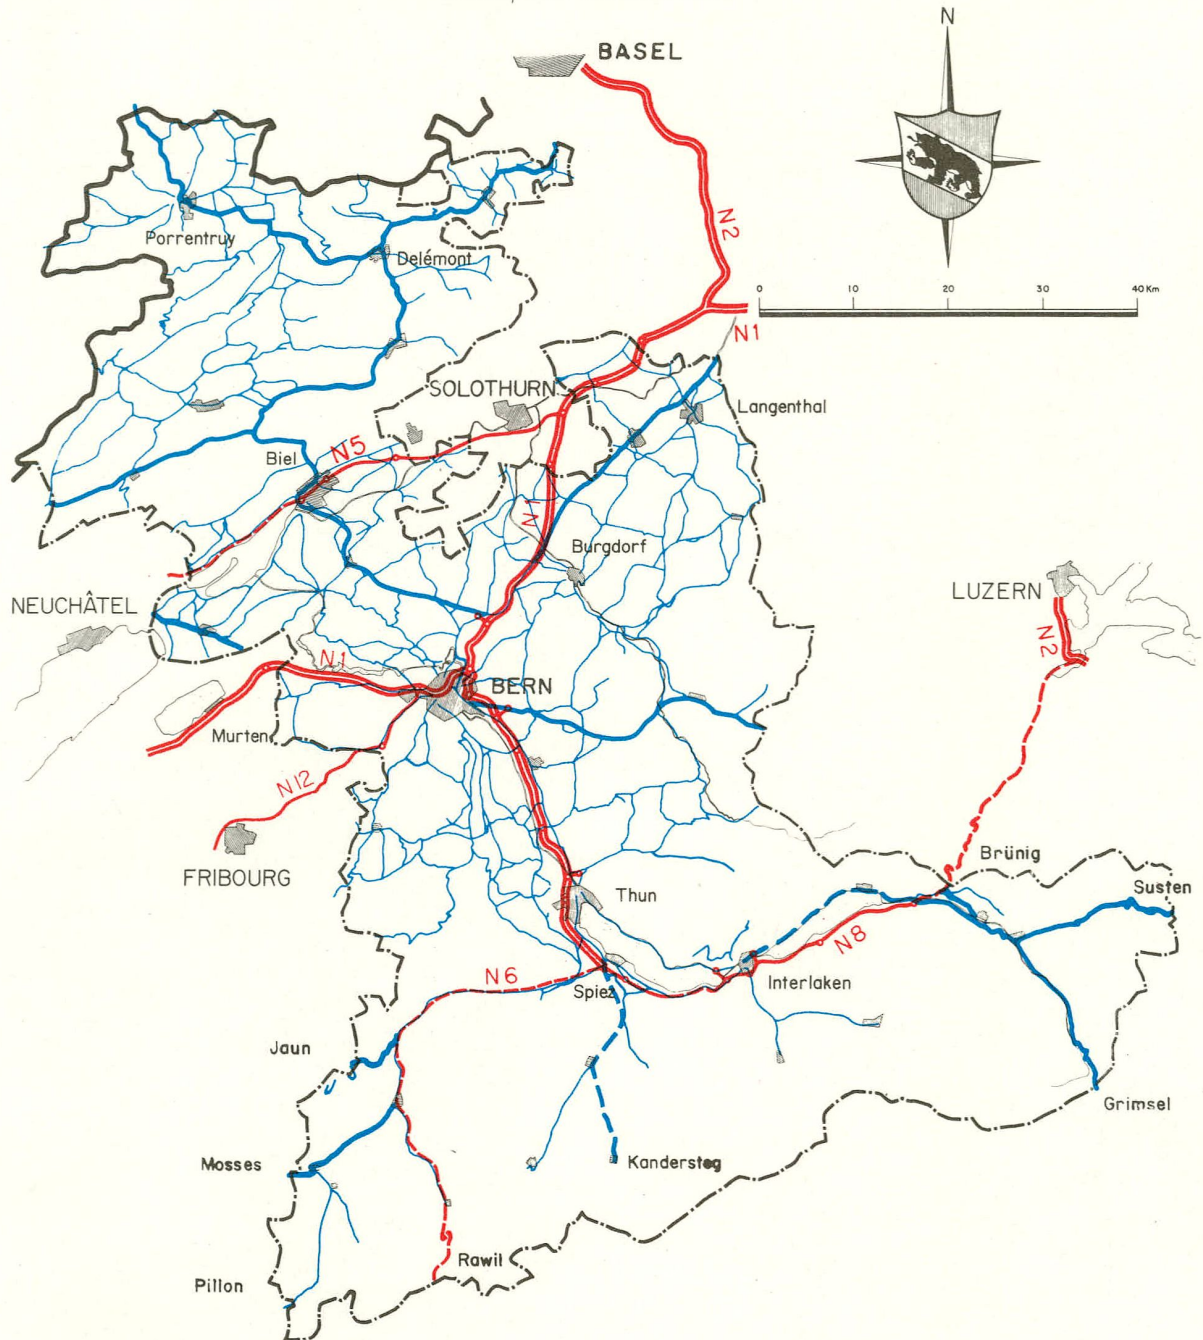 N
BASEL
N2
Porrentruy
Delémont
0 10 20 30 40 Km
N1
SOLOTHURN
Langenthal
Biel
N5
N1
Burgdorf
NEUCHÂTEL
LUZERN
N2
N1
BERN
Murten
N12
FRIBOURG
Brünig
Thun
Susten
N8
N6
Spiez
Interlaken
Jaun
Grimsel
Mosses
Kandersteg
Rawil
Pillon